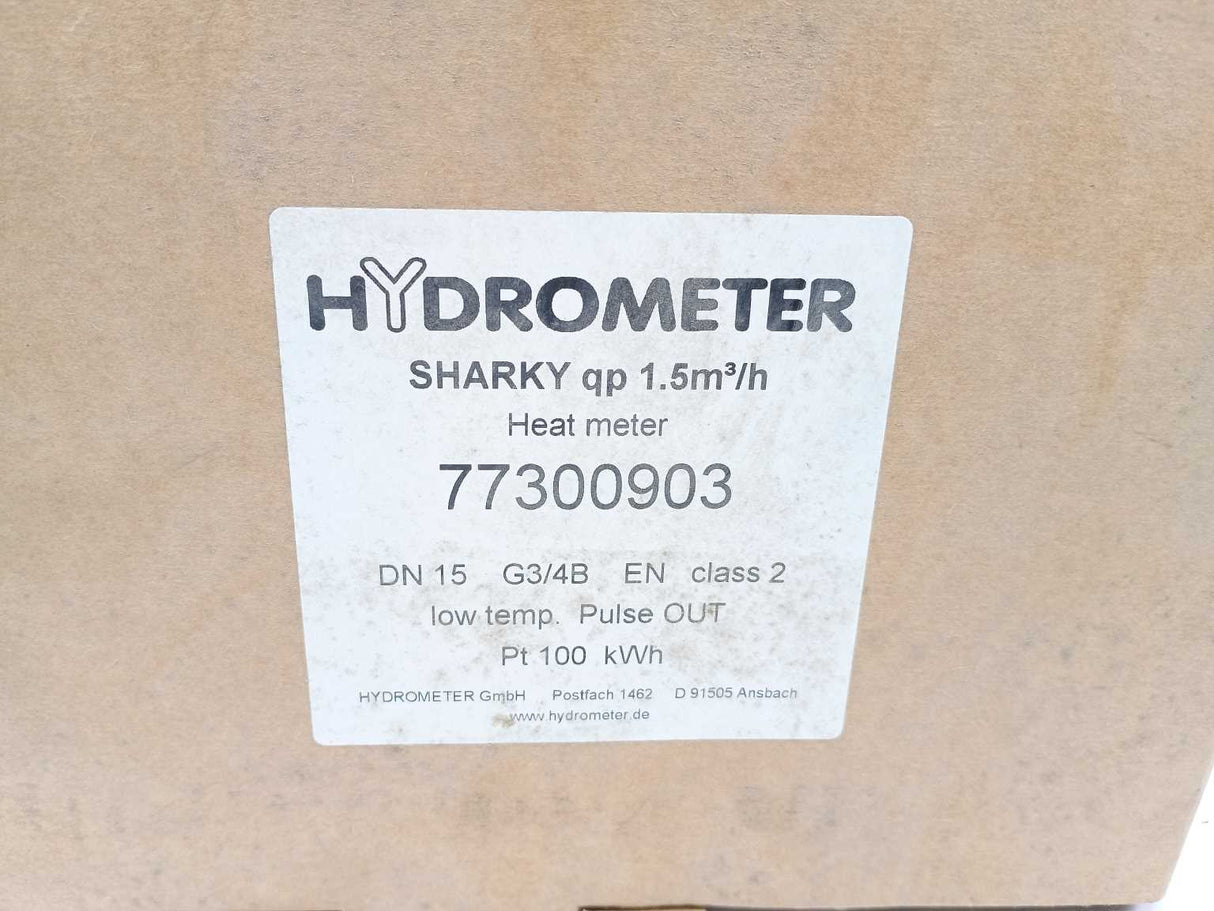 HYDROMETER
SHARKY qp 1.5m³/h
Heat meter
77300903
DN 15 G3/4B EN class 2
low temp. Pulse OUT
Pt 100 kWh
HYDROMETER GmbH Postfach 1462 D 91505 Ansbach
www.hydrometer.de